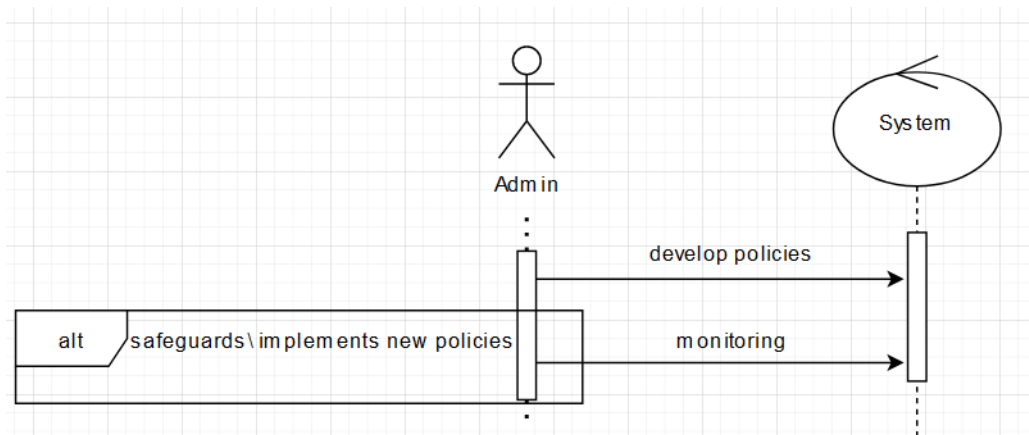 System
Admin
develop policies
alt
safeguards\implements new policies
monitoring